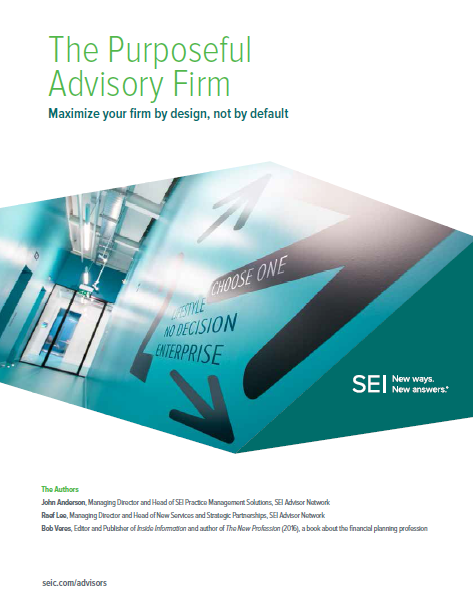 The Purposeful
Advisory Firm
Maximize your firm by design, not by default
CHOOSE ONE
LIFESTYLE
NO DECISION
ENTERPRISE
SEI New ways.
New answers.®
The Authors
John Anderson, Managing Director and Head of SEI Practice Management Solutions, SEI Advisor Network
Raef Lee, Managing Director and Head of New Services and Strategic Partnerships, SEI Advisor Network
Bob Veres, Editor and Publisher of Inside Information and author of The New Profession (2016), a book about the financial planning profession
seic.com/advisors